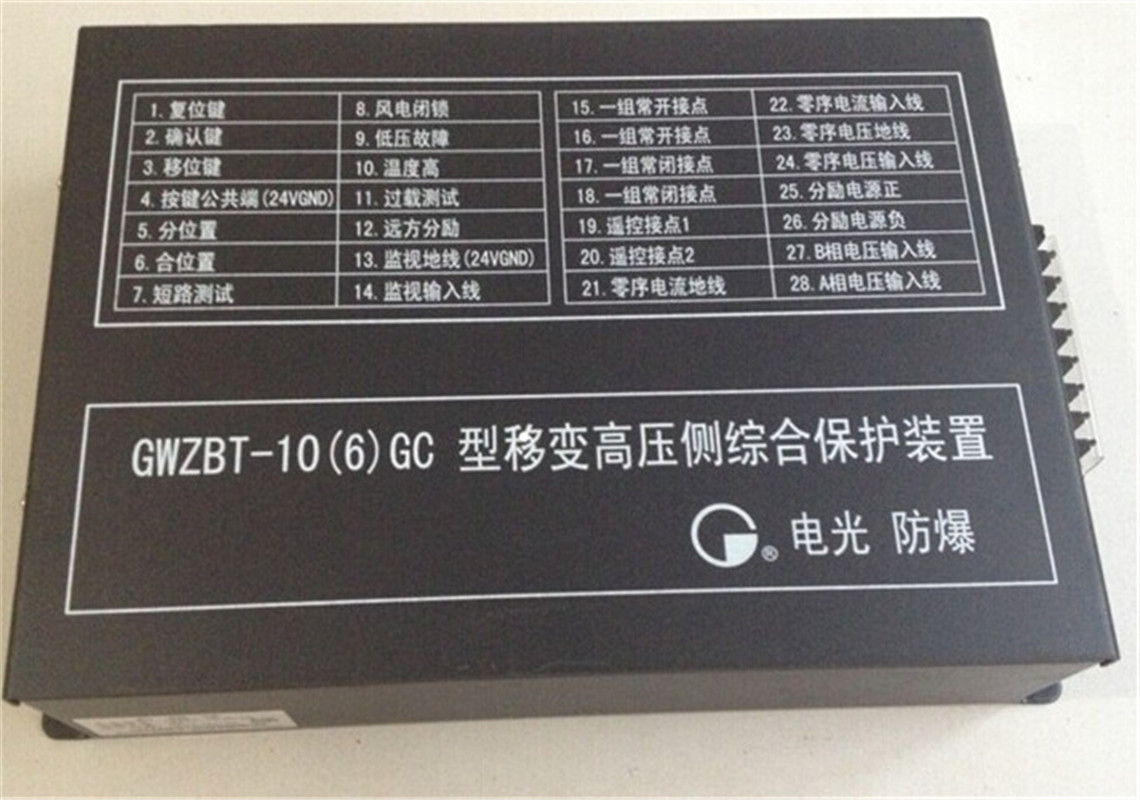 1. 复位键
2. 确认键
3. 移位键
4. 按键公共端(24VGND)
5. 分位置
6. 合位置
7. 短路测试
8. 风电闭锁
9. 低压故障
10. 温度高
11. 过载测试
12. 远方分励
13. 监视地线(24VGND)
14. 监视输入线
15. 一组常开接点
16. 一组常开接点
17. 一组常闭接点
18. 一组常闭接点
19. 遥控接点1
20. 遥控接点2
21. 零序电流地线
22. 零序电流输入线
23. 零序电压地线
24. 零序电压输入线
25. 分励电源正
26. 分励电源负
27. B相电压输入线
28. A相电压输入线
GWZBT-10(6)GC 型移变高压侧综合保护装置
® 电光 防爆